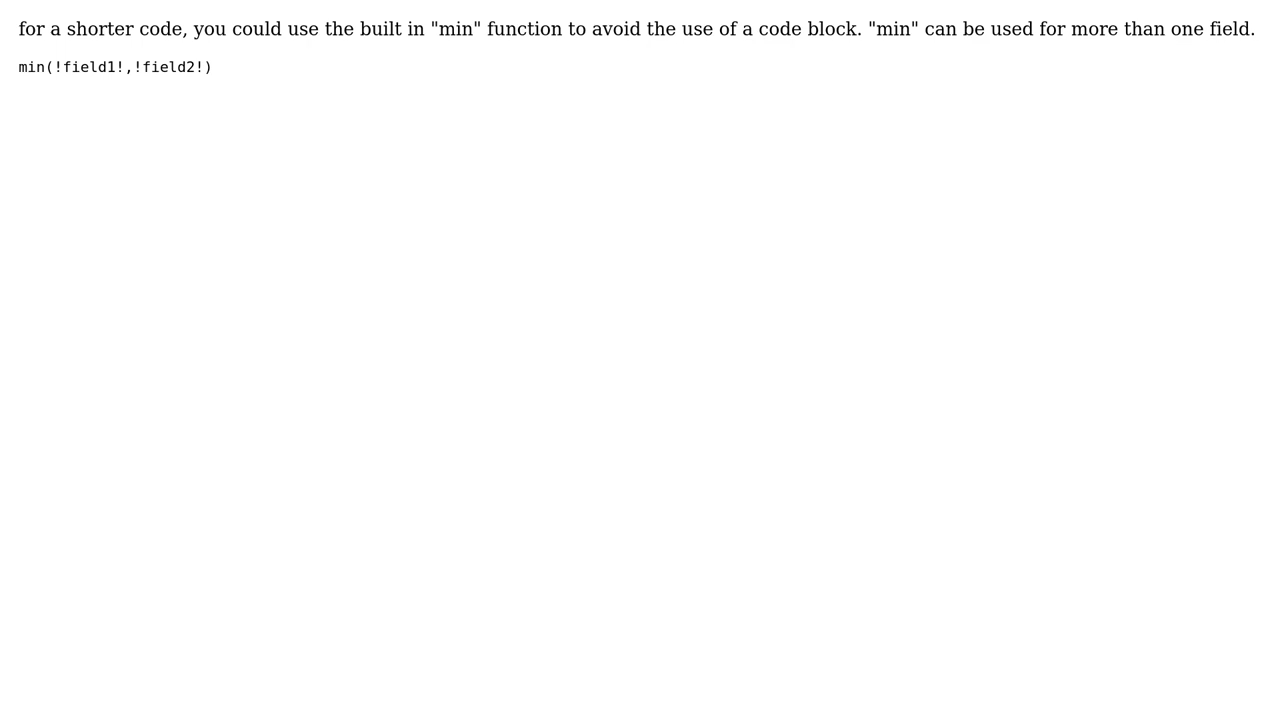 for a shorter code, you could use the built in "min" function to avoid the use of a code block. "min" can be used for more than one field.
min(!field1!,!field2!)